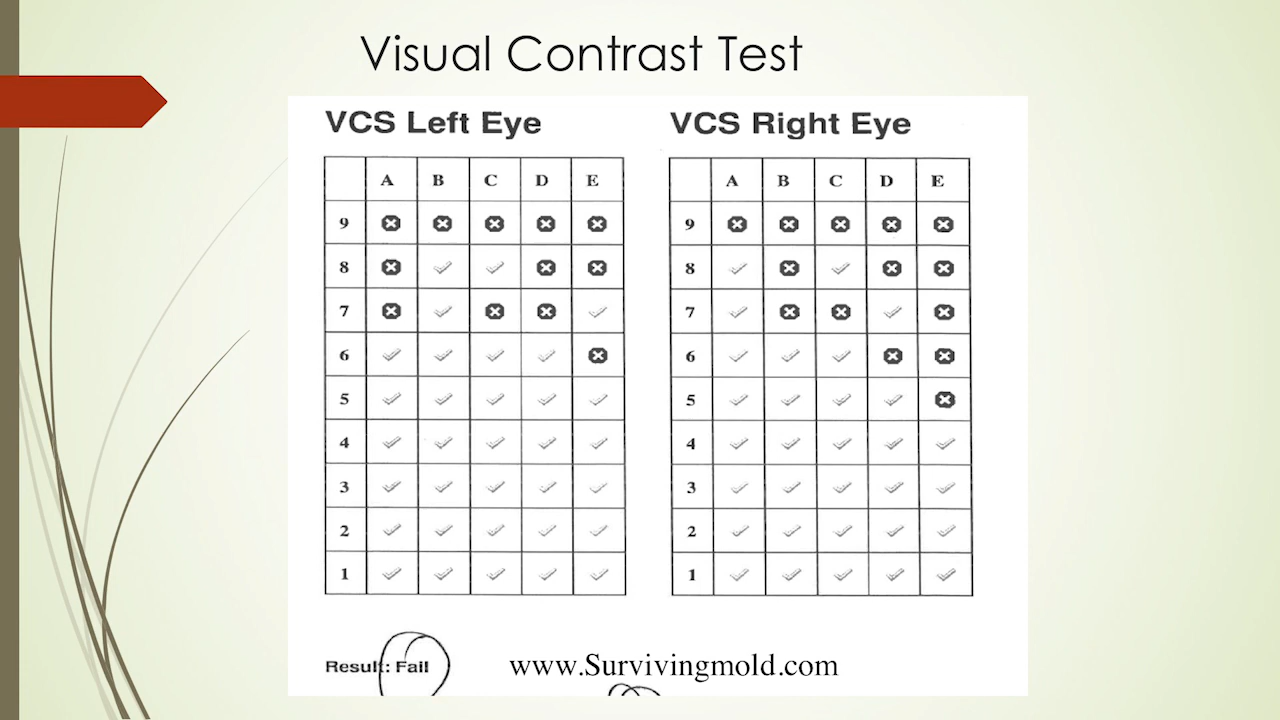 Visual Contrast Test
VCS Left Eye
A B C D E
9
8
7
6
5
4
3
2
1
VCS Right Eye
A B C D E
9
8
7
6
5
4
3
2
1
Result: Fail
www.Survivingmold.com